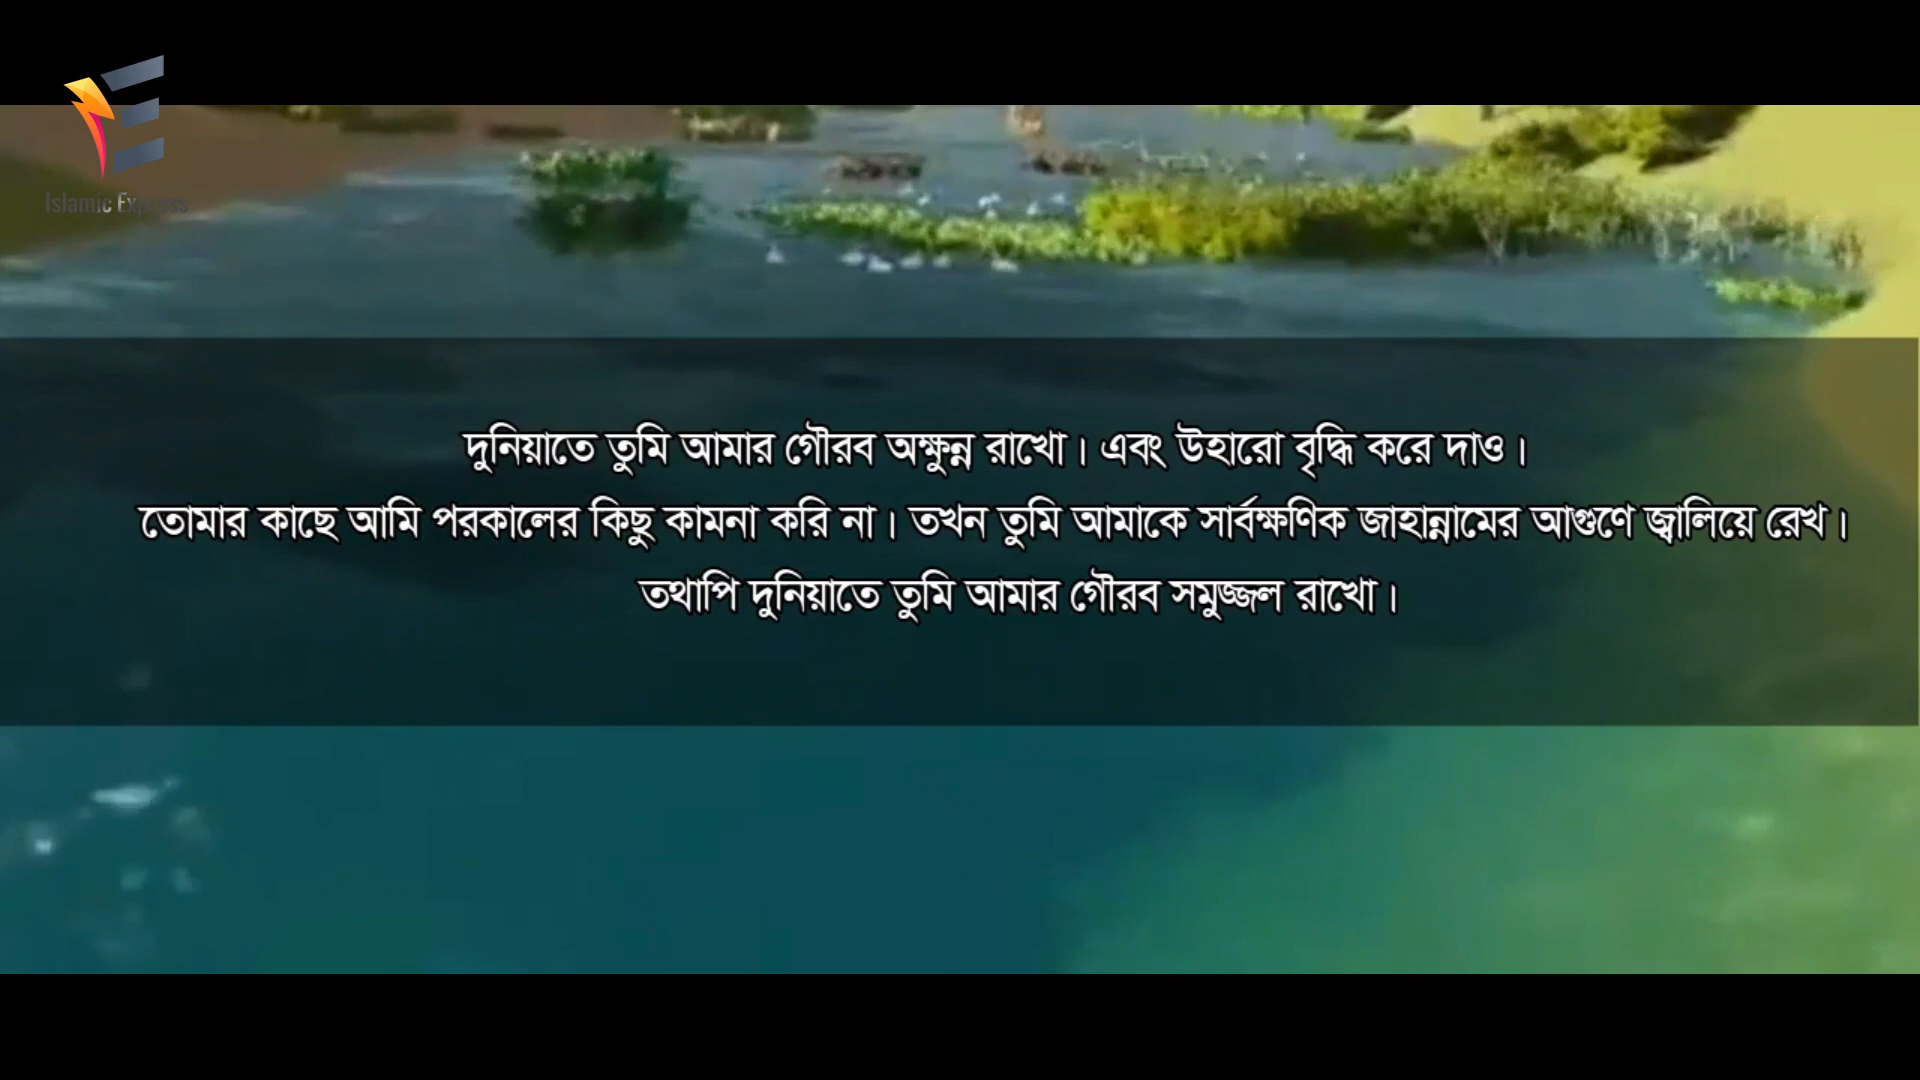 Islamic Express
দুনিয়াতে তুমি আমার গৌরব অক্ষুন্ন রাখো। এবং উহারো বৃদ্ধি করে দাও।
তোমার কাছে আমি পরকালের কিছু কামনা করি না। তখন তুমি আমাকে সার্বক্ষণিক জাহান্নামের আগুণে জ্বালিয়ে রেখ।
তথাপি দুনিয়াতে তুমি আমার গৌরব সমুজ্জল রাখো।